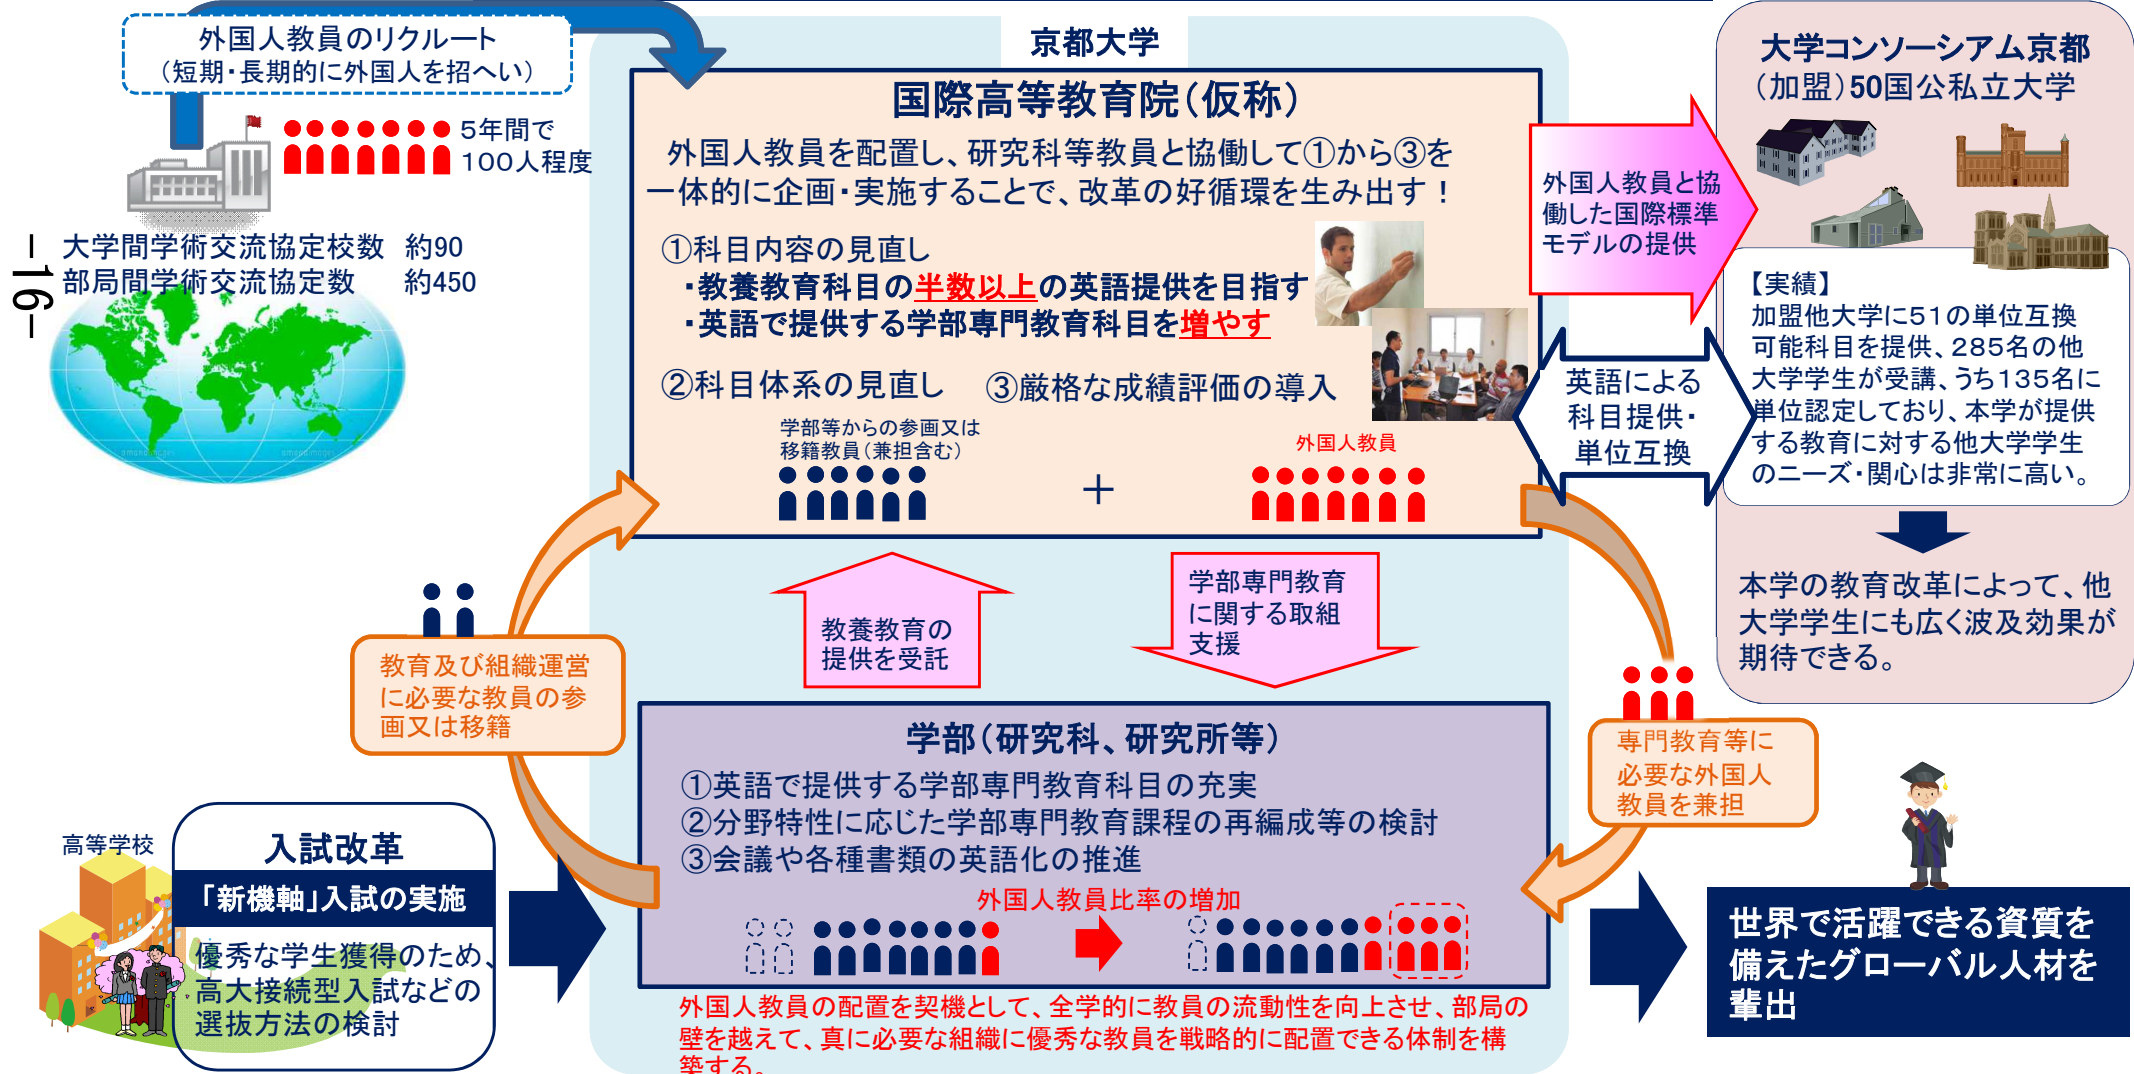 外国人教員のリクルート
(短期・長期的に外国人を招へい)
5年間で
100人程度
大学間学術交流協定校数 約90
部局間学術交流協定数 約450
-16-
京都大学
国際高等教育院(仮称)
外国人教員を配置し、研究科等教員と協働して①から③を
一体的に企画・実施することで、改革の好循環を生み出す!
①科目内容の見直し
・教養教育科目の半数以上の英語提供を目指す
・英語で提供する学部専門教育科目を増やす
②科目体系の見直し ③厳格な成績評価の導入
学部等からの参画又は
移籍教員(兼担含む)
+
外国人教員
外国人教員と協
働した国際標準
モデルの提供
英語による
科目提供・
単位互換
大学コンソーシアム京都
(加盟)50国公私立大学
【実績】
加盟他大学に51の単位互換
可能科目を提供、285名の他
大学学生が受講、うち135名に
単位認定しており、本学が提供
する教育に対する他大学学生
のニーズ・関心は非常に高い。
本学の教育改革によって、他
大学学生にも広く波及効果が
期待できる。
教養教育の
提供を受託
学部専門教育
に関する取組
支援
教育及び組織運営
に必要な教員の参
画又は移籍
専門教育等に
必要な外国人
教員を兼担
学部(研究科、研究所等)
①英語で提供する学部専門教育科目の充実
②分野特性に応じた学部専門教育課程の再編成等の検討
③会議や各種書類の英語化の推進
外国人教員比率の増加
外国人教員の配置を契機として、全学的に教員の流動性を向上させ、部局の
壁を越えて、真に必要な組織に優秀な教員を戦略的に配置できる体制を構
築する。
高等学校
入試改革
「新機軸」入試の実施
優秀な学生獲得のため、
高大接続型入試などの
選抜方法の検討
世界で活躍できる資質を
備えたグローバル人材を
輩出